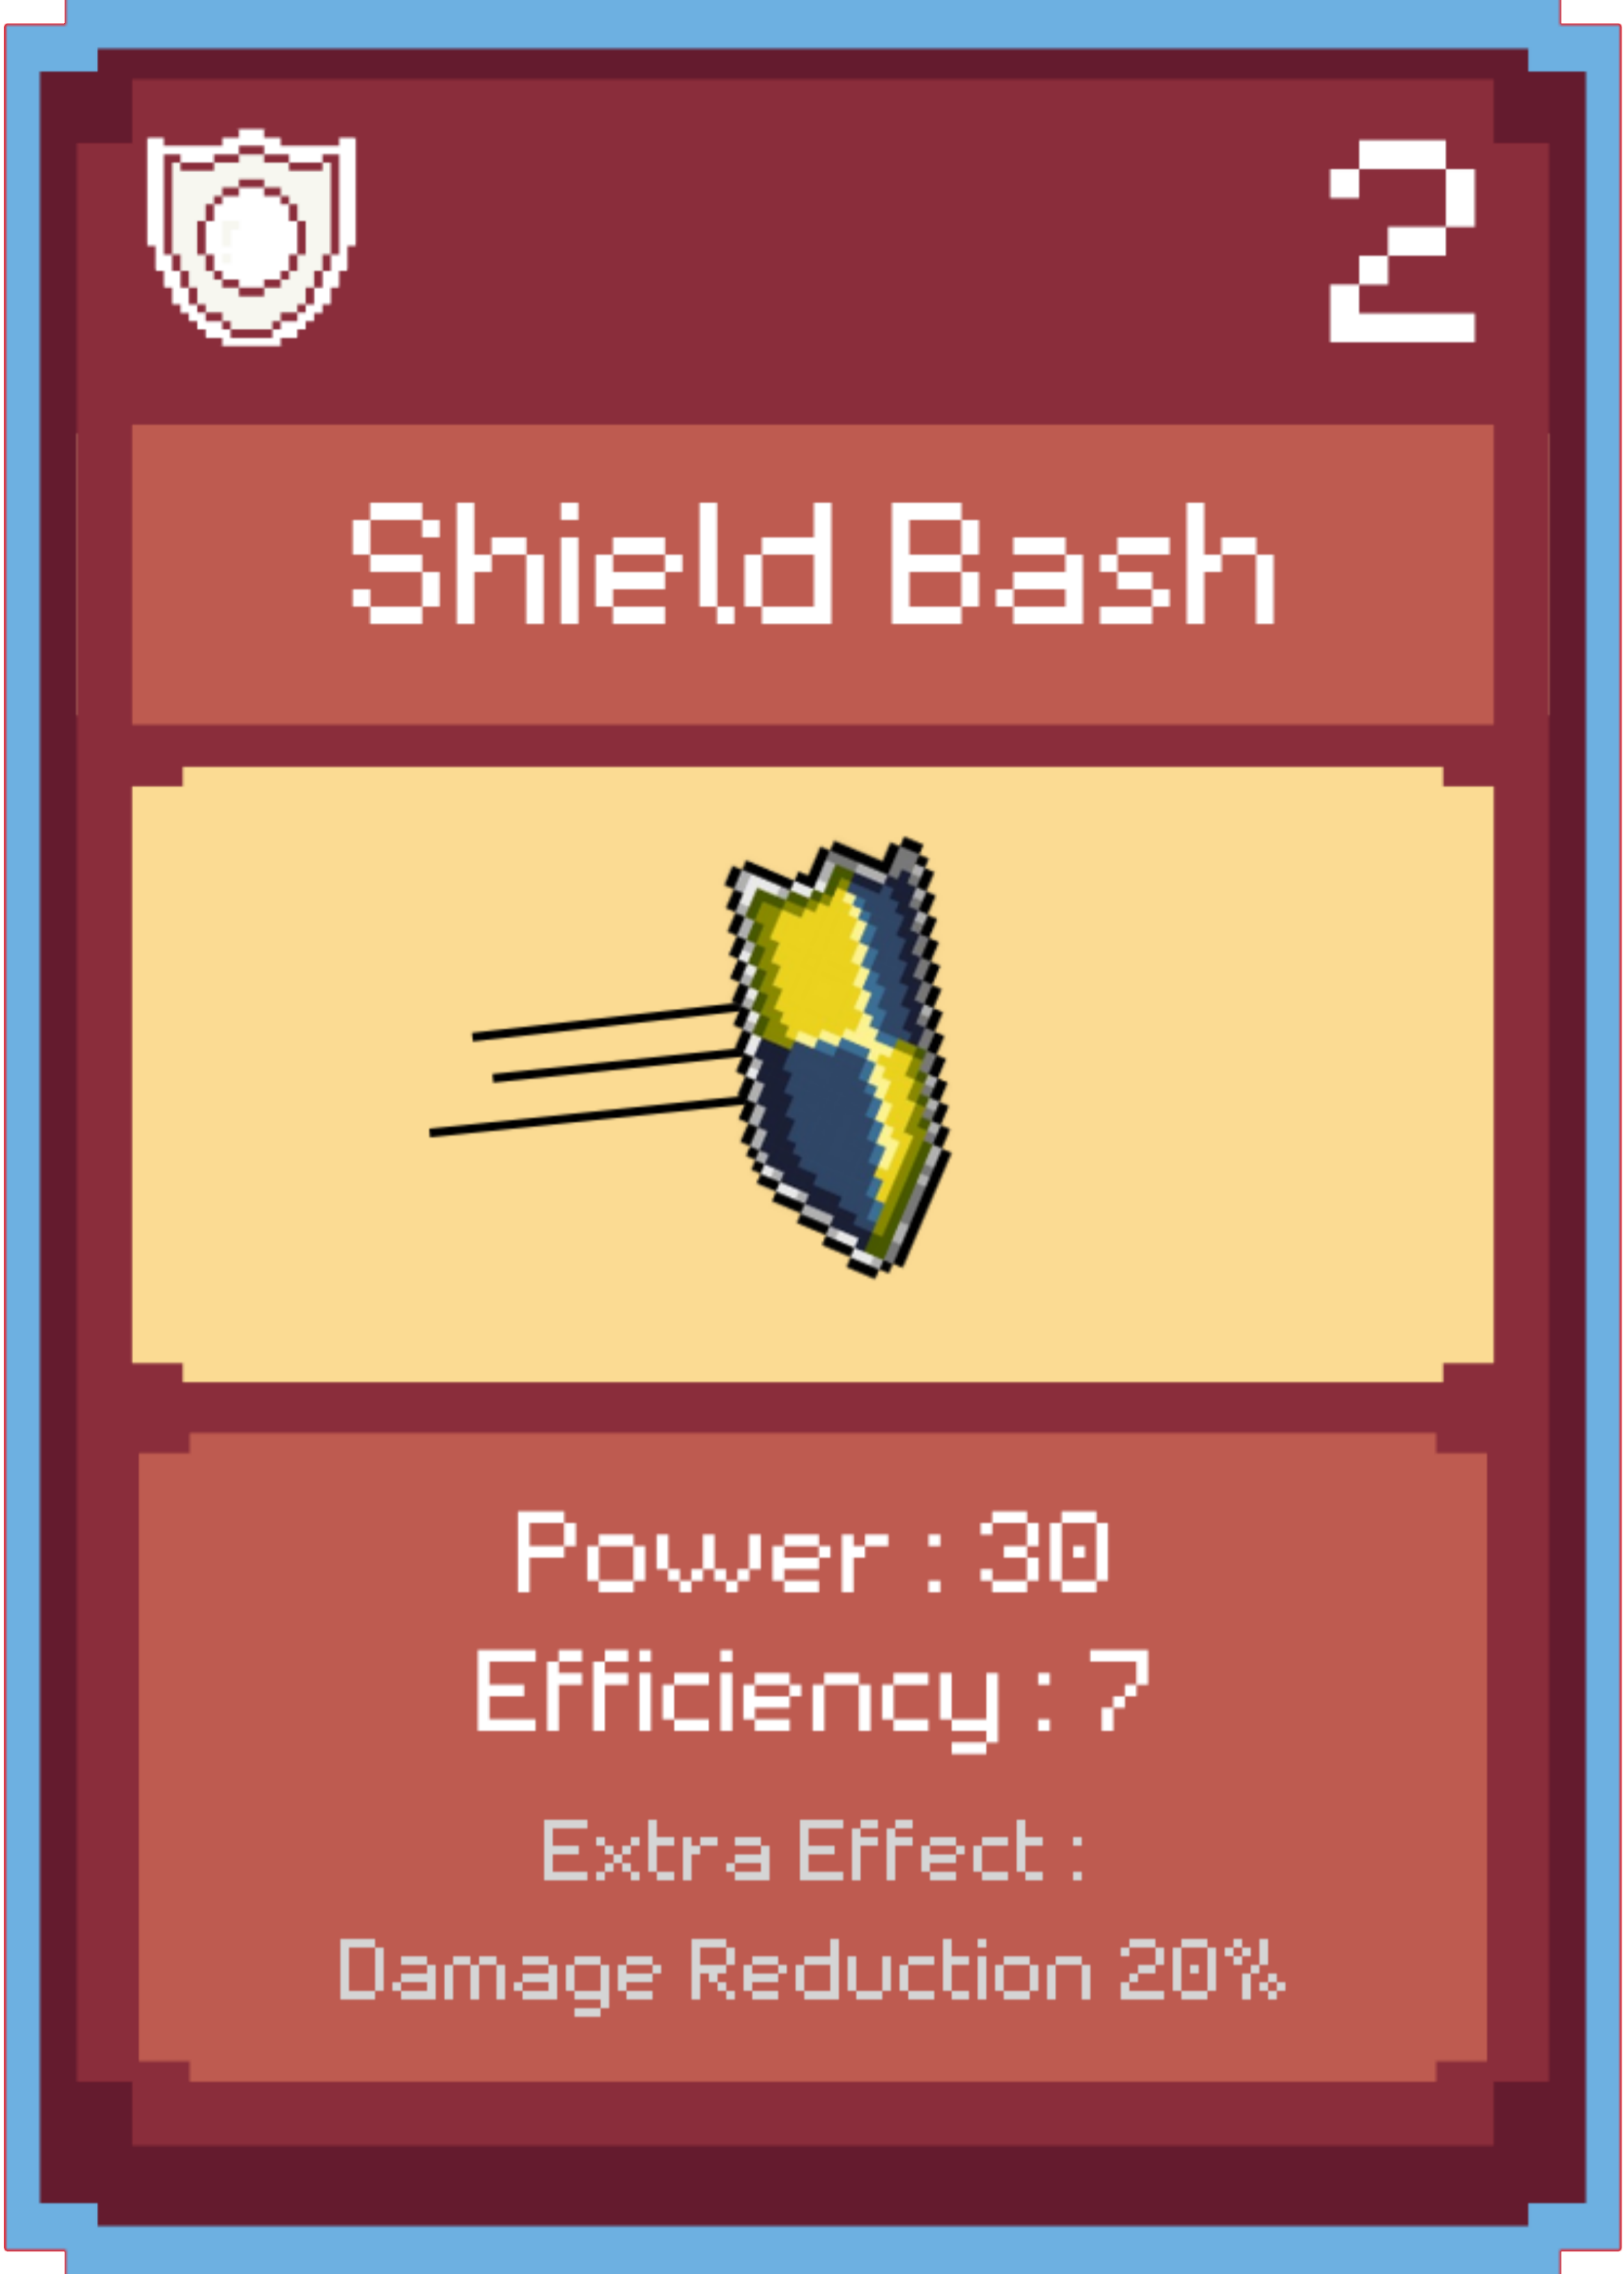 2
Shield Bash
Power : 30
Efficiency : 7
Extra Effect :
Damage Reduction 20%